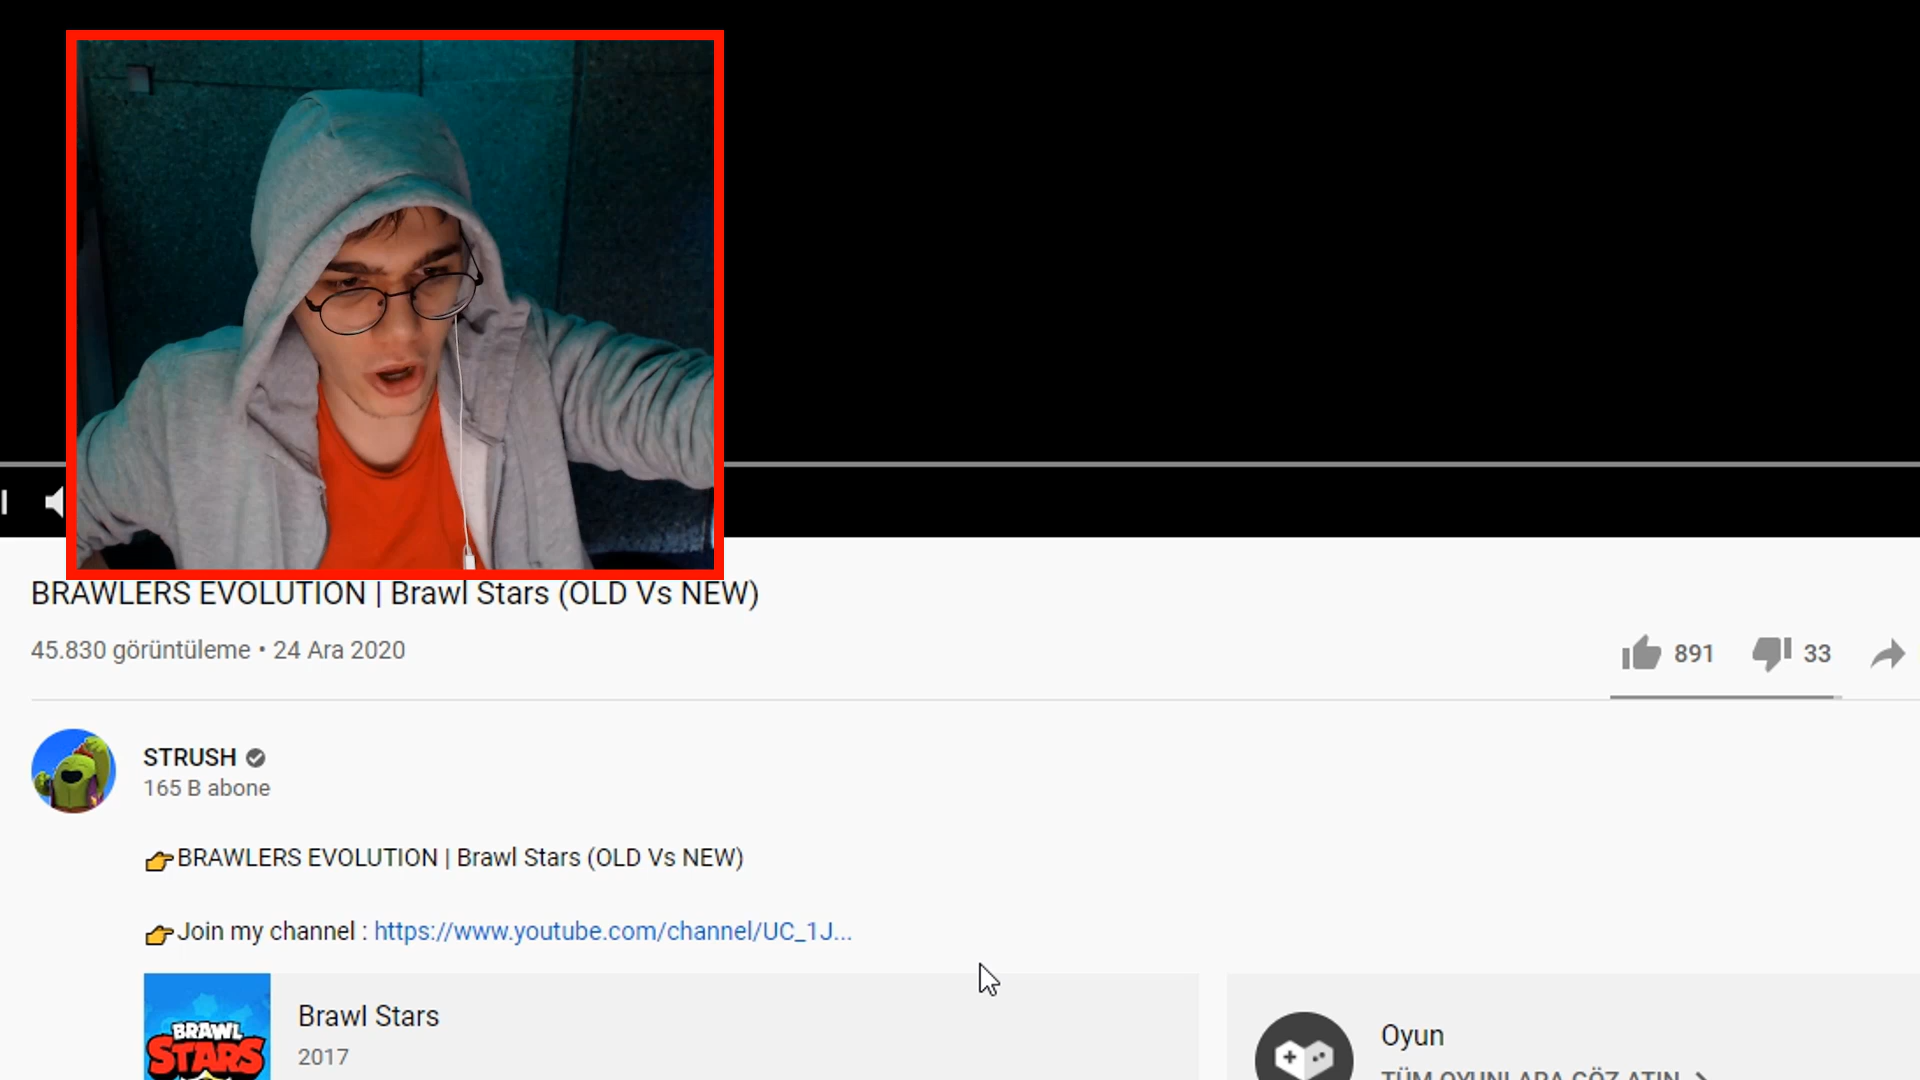 BRAWLERS EVOLUTION | Brawl Stars (OLD Vs NEW)
45.830 görüntüleme • 24 Ara 2020
891
33
STRUSH
165 B abone
👉BRAWLERS EVOLUTION | Brawl Stars (OLD Vs NEW)
👉Join my channel : https://www.youtube.com/channel/UC_1J...
BRAWL
STARS
Brawl Stars
2017
Oyun
TÜM OYUNLARA GÖZ ATIN